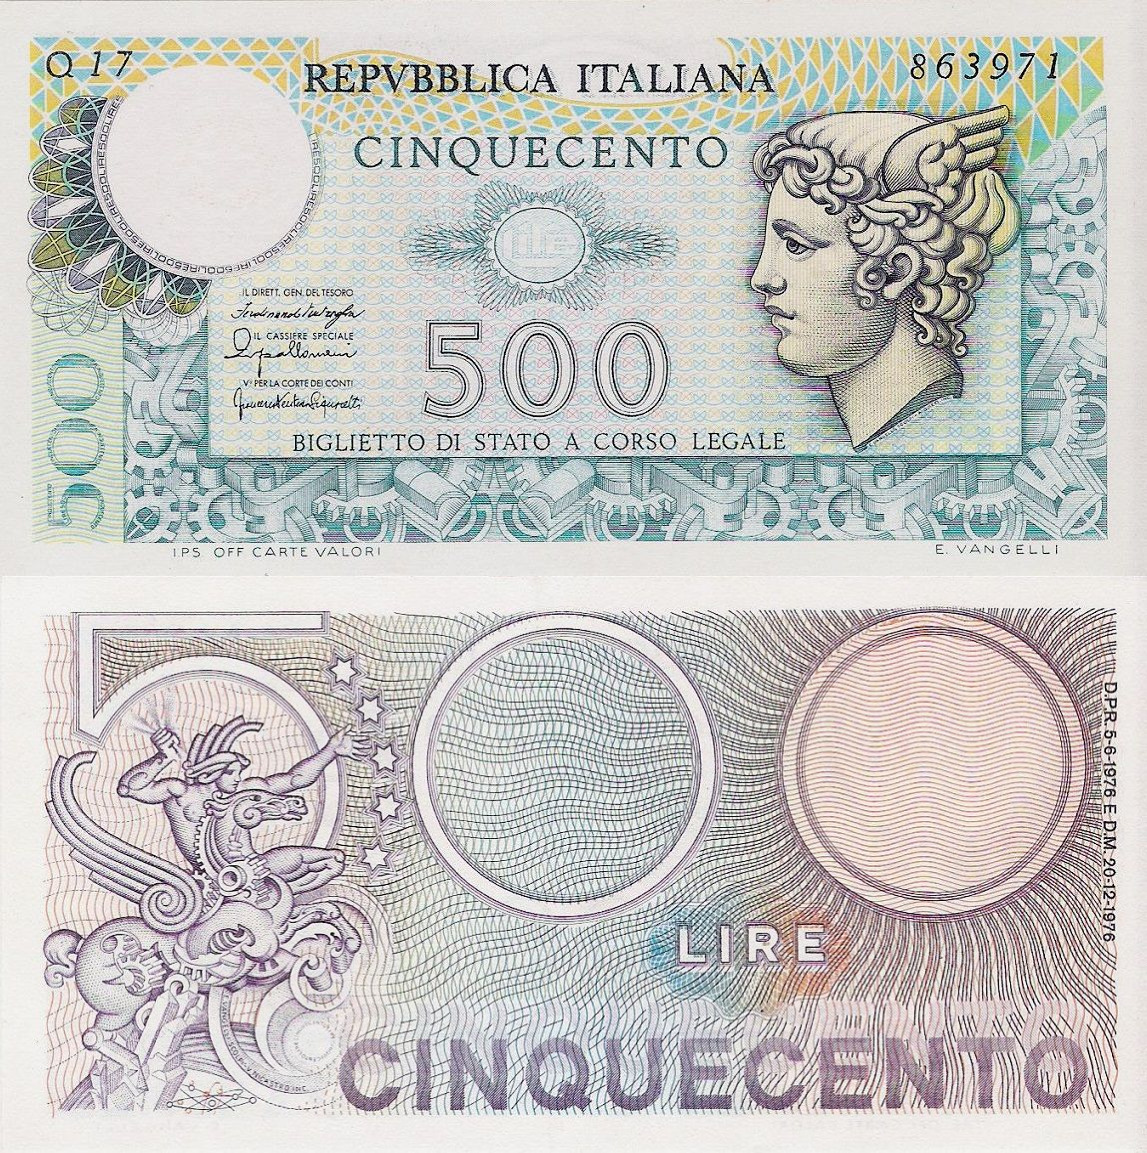 Q 17
REPVBBLICA ITALIANA
863971
CINQUECENTO
IL DIRETT. GEN. DEL TESORO
IL CASSIERE SPECIALE
V° PER LA CORTE DEI CONTI
500
BIGLIETTO DI STATO A CORSO LEGALE
500
I.P.S. OFF. CARTE VALORI
E. VANGELLI
500
D.P.R. 5-6-1976 E D.M. 20-12-1976
LIRE
CINQUECENTO